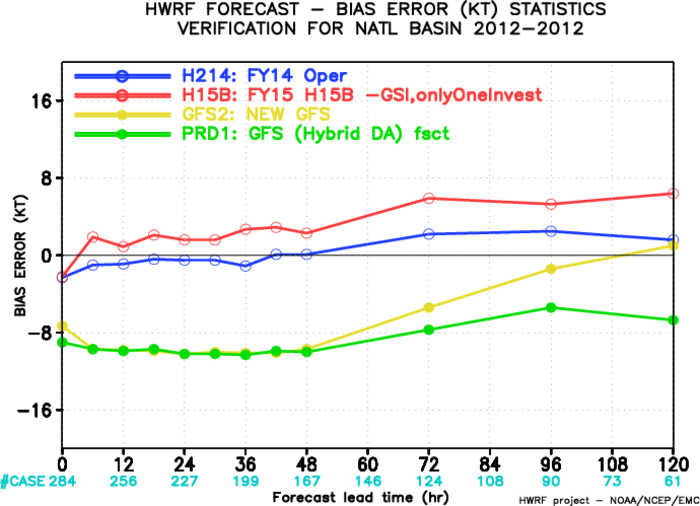 HWRF FORECAST – BIAS ERROR (KT) STATISTICS
VERIFICATION FOR NATL BASIN 2012–2012
H214: FY14 Oper
H15B: FY15 H15B –GSI,onlyOneInvest
GFS2: NEW GFS
PRD1: GFS (Hybrid DA) fsct
BIAS ERROR (KT)
16
8
0
–8
–16
0 12 24 36 48 60 72 84 96 108 120
#CASE 284 256 227 199 167 146 124 108 90 73 61
Forecast lead time (hr)
HWRF project – NOAA/NCEP/EMC